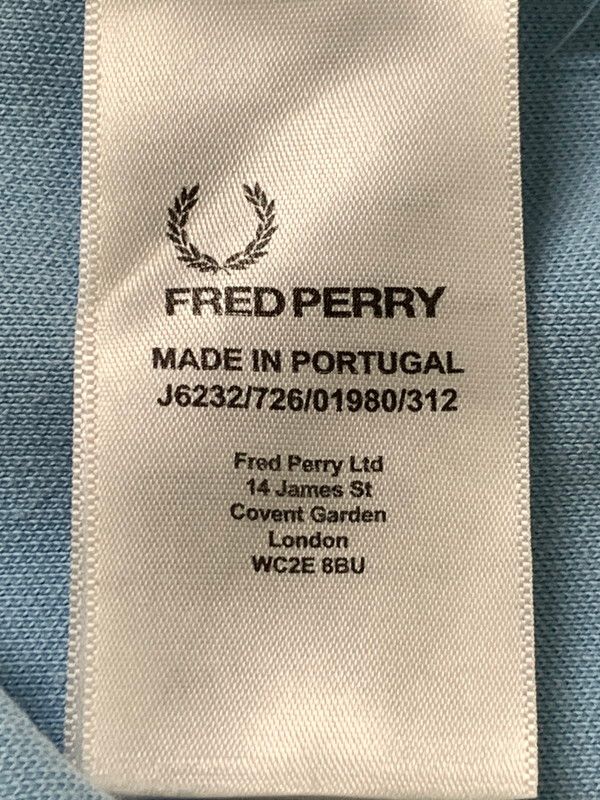 FRED PERRY
MADE IN PORTUGAL
J6232/726/01980/312
Fred Perry Ltd
14 James St
Covent Garden
London
WC2E 8BU